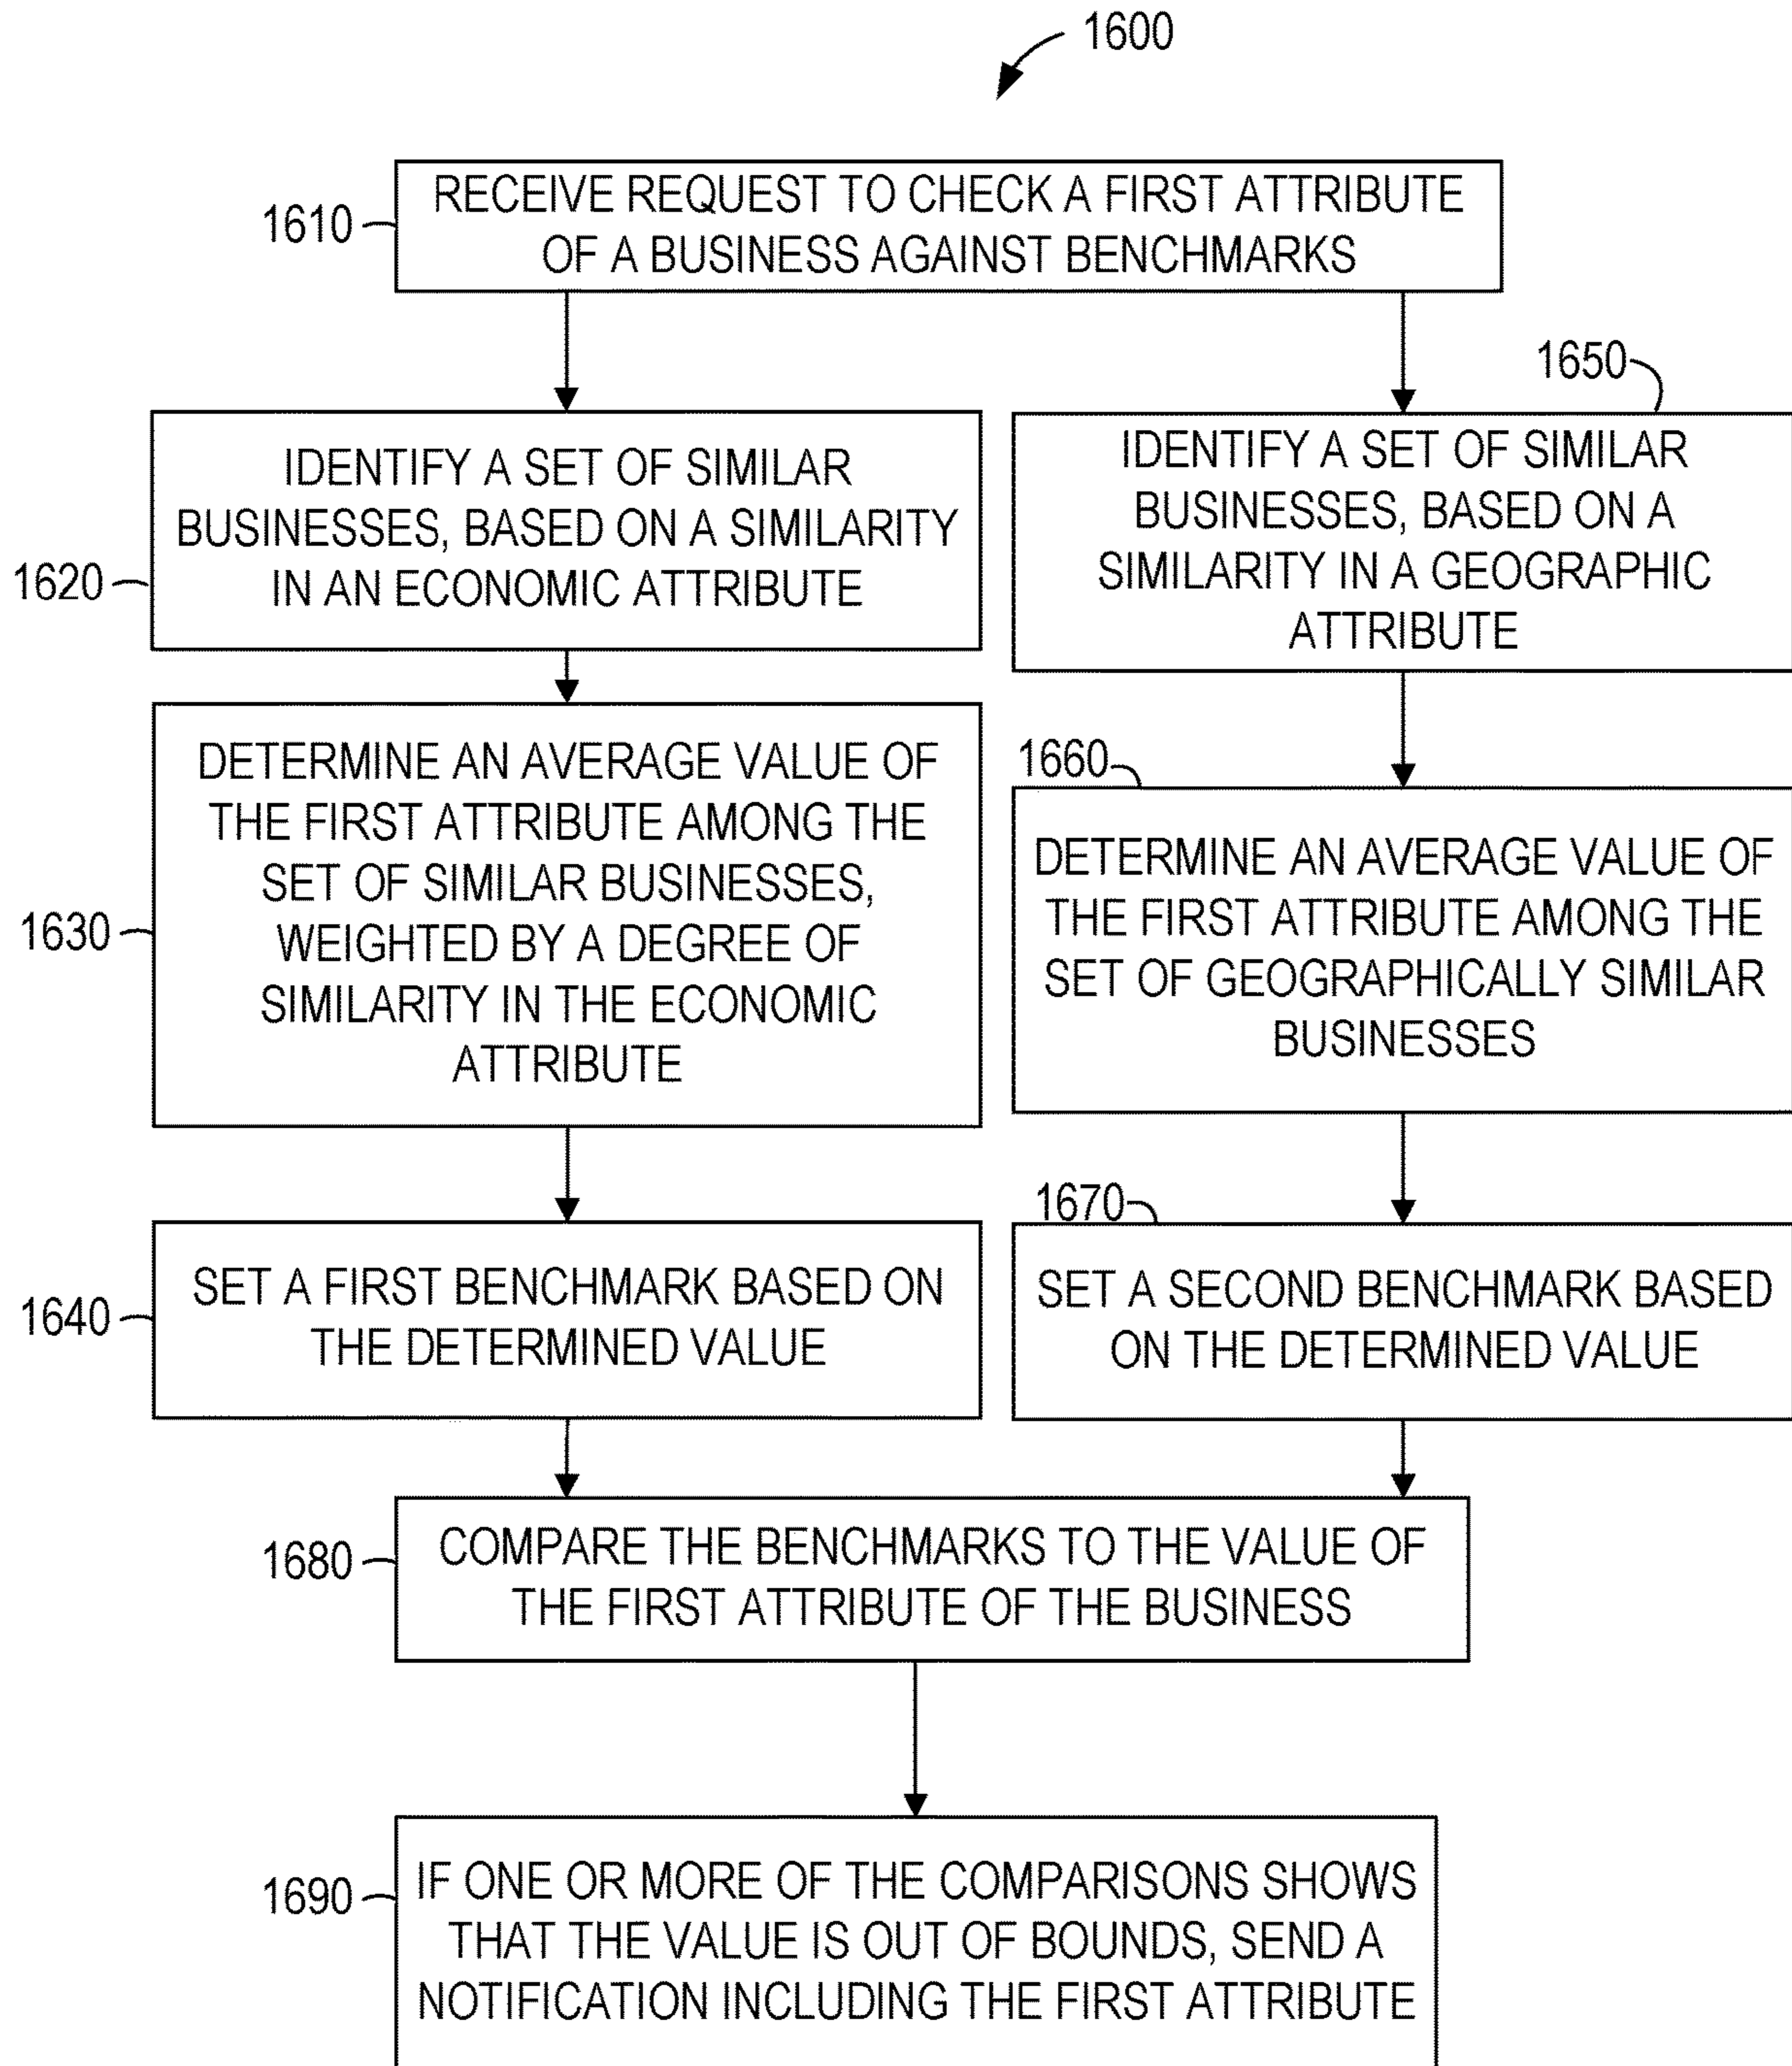 1600
RECEIVE REQUEST TO CHECK A FIRST ATTRIBUTE
OF A BUSINESS AGAINST BENCHMARKS
1610
IDENTIFY A SET OF SIMILAR
BUSINESSES, BASED ON A SIMILARITY
IN AN ECONOMIC ATTRIBUTE
1620
DETERMINE AN AVERAGE VALUE OF
THE FIRST ATTRIBUTE AMONG THE
SET OF SIMILAR BUSINESSES,
WEIGHTED BY A DEGREE OF
SIMILARITY IN THE ECONOMIC
ATTRIBUTE
1630
SET A FIRST BENCHMARK BASED ON
THE DETERMINED VALUE
1640
1650
IDENTIFY A SET OF SIMILAR
BUSINESSES, BASED ON A
SIMILARITY IN A GEOGRAPHIC
ATTRIBUTE
1660
DETERMINE AN AVERAGE VALUE OF
THE FIRST ATTRIBUTE AMONG THE
SET OF GEOGRAPHICALLY SIMILAR
BUSINESSES
1670
SET A SECOND BENCHMARK BASED
ON THE DETERMINED VALUE
1680
COMPARE THE BENCHMARKS TO THE VALUE OF
THE FIRST ATTRIBUTE OF THE BUSINESS
1690
IF ONE OR MORE OF THE COMPARISONS SHOWS
THAT THE VALUE IS OUT OF BOUNDS, SEND A
NOTIFICATION INCLUDING THE FIRST ATTRIBUTE